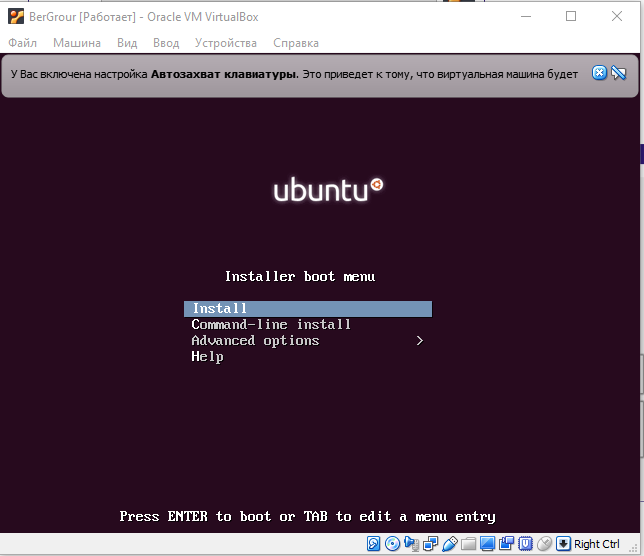 BerGrour [Работает] - Oracle VM VirtualBox
Файл Машина Вид Ввод Устройства Справка
У Вас включена настройка Автозахват клавиатуры. Это приведет к тому, что виртуальная машина будет
ubuntu
Installer boot menu
Install
Command-line install
Advanced options >
Help
Press ENTER to boot or TAB to edit a menu entry
Right Ctrl